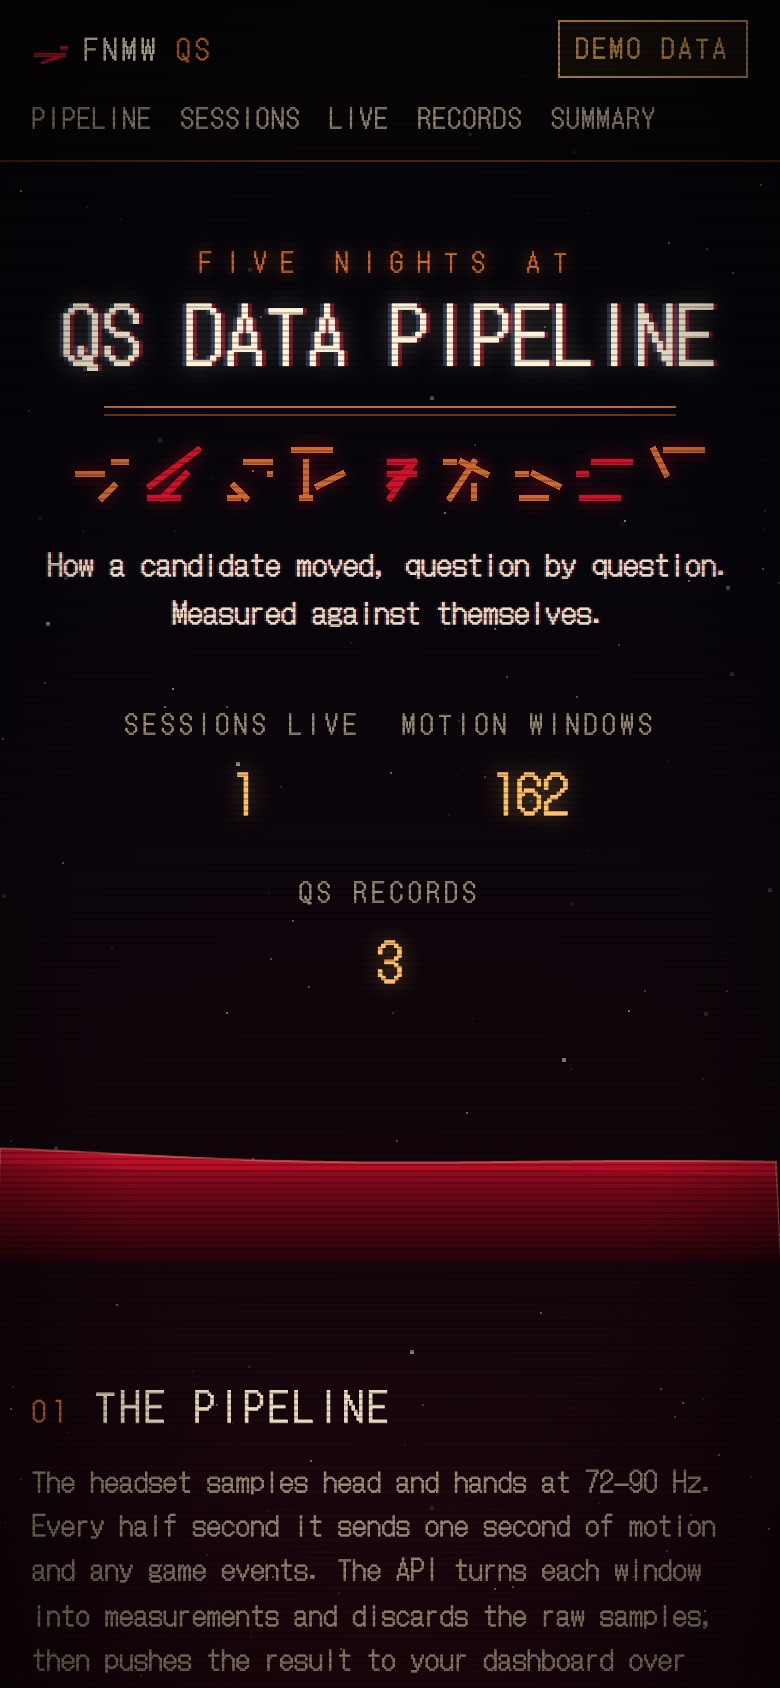 FNMW QS
DEMO DATA
PIPELINE SESSIONS LIVE RECORDS SUMMARY
FIVE NIGHTS AT
QS DATA PIPELINE
How a candidate moved, question by question.
Measured against themselves.
SESSIONS LIVE MOTION WINDOWS
1 162
QS RECORDS
3
01 THE PIPELINE
The headset samples head and hands at 72–90 Hz.
Every half second it sends one second of motion
and any game events. The API turns each window
into measurements and discards the raw samples,
then pushes the result to your dashboard over